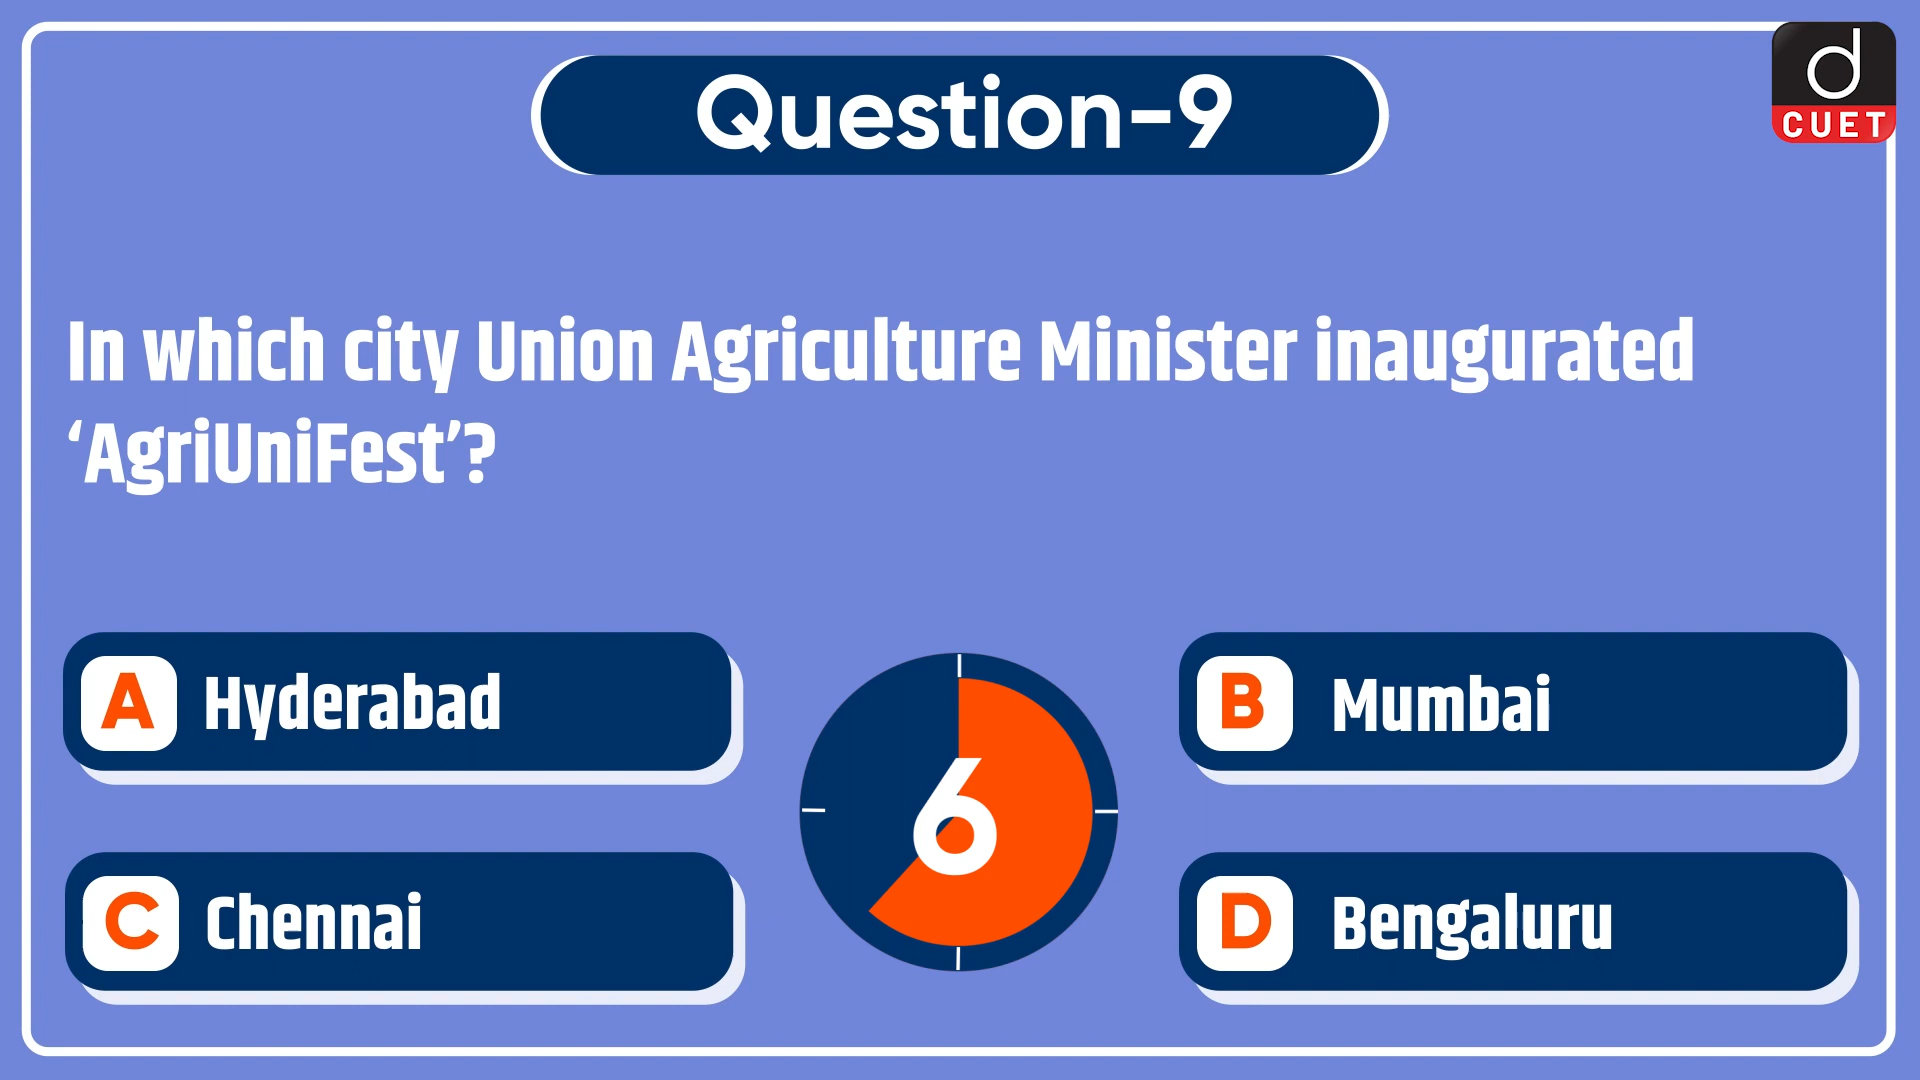 Question-9
d
CUET
In which city Union Agriculture Minister inaugurated
‘AgriUniFest’?
A Hyderabad
B Mumbai
6
C Chennai
D Bengaluru